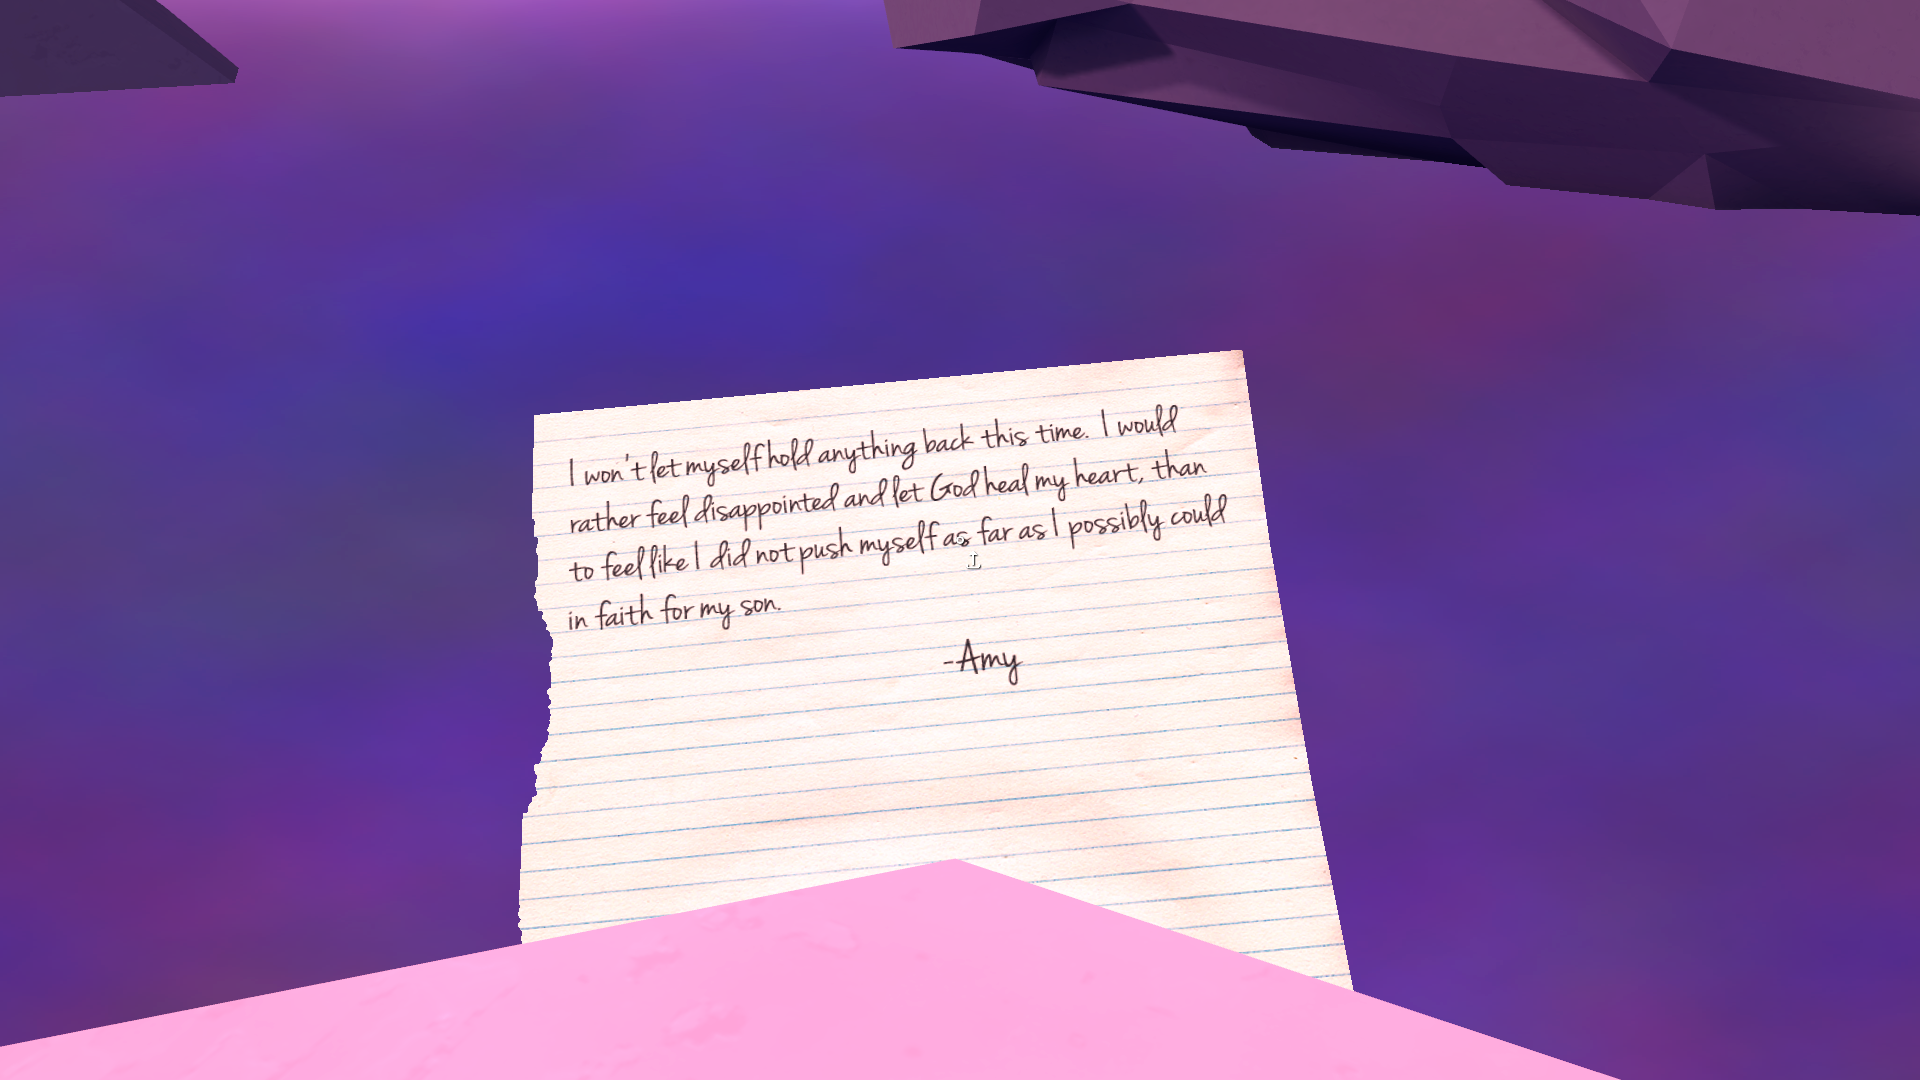 I won't let myself hold anything back this time. I would
rather feel disappointed and let God heal my heart, than
to feel like I did not push myself as far as I possibly could
in faith for my son.
-Amy